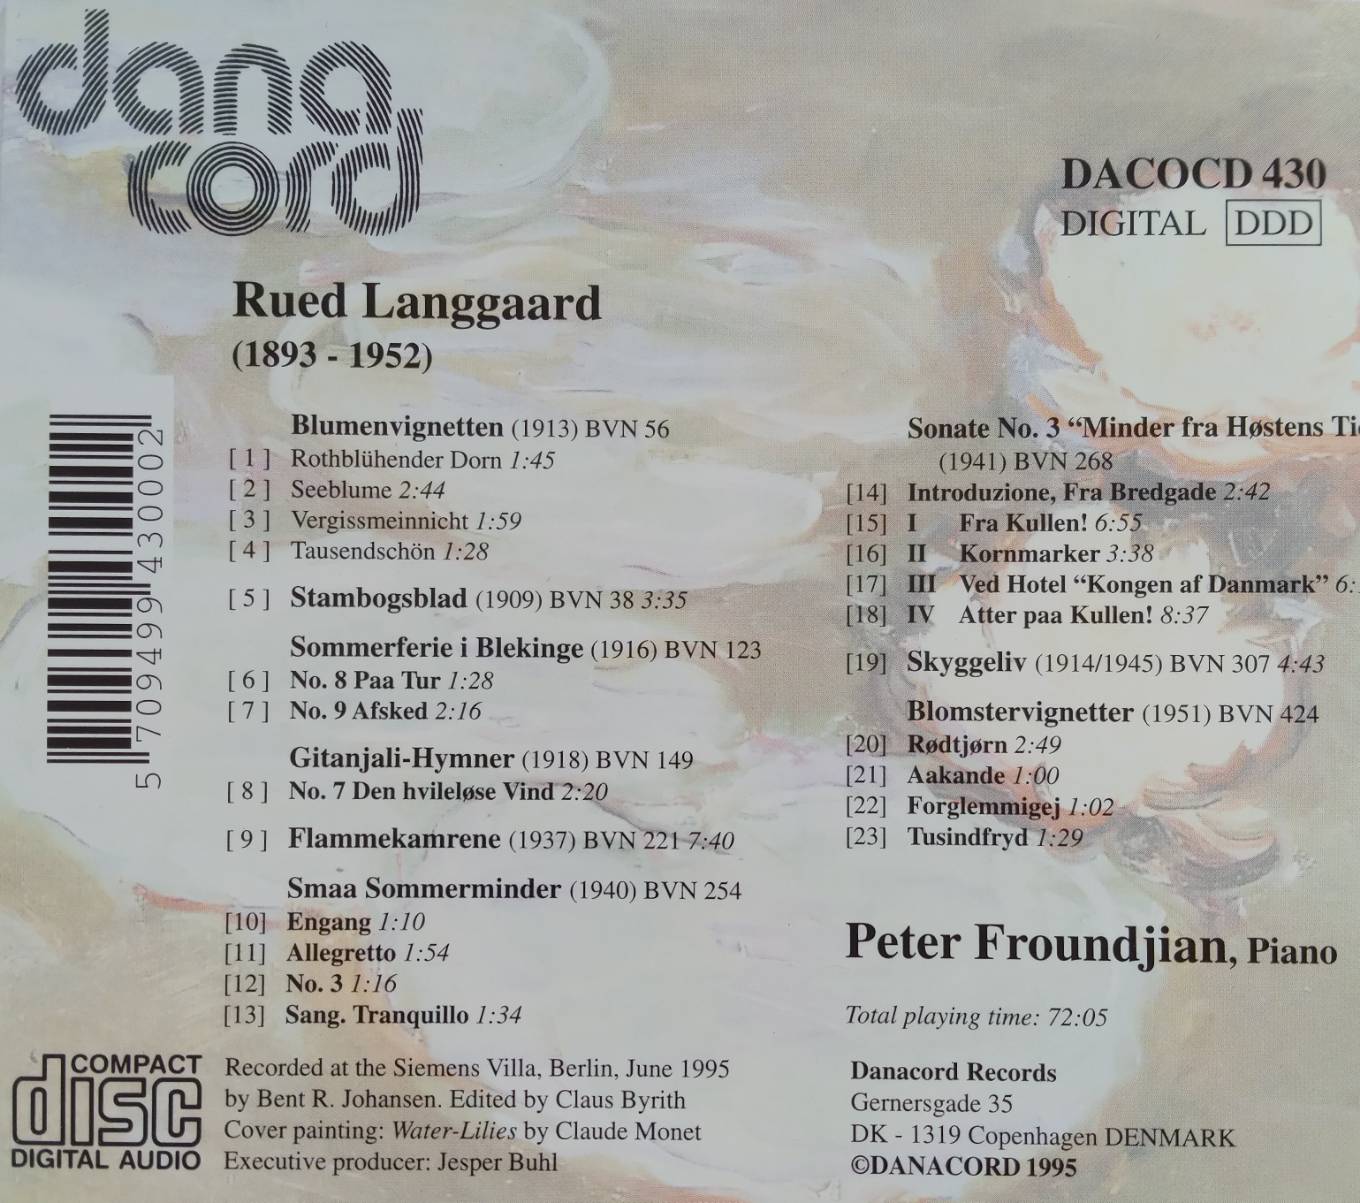 dana
cord
DACOCD 430
DIGITAL DDD
Rued Langgaard
(1893 - 1952)
Blumenvignetten (1913) BVN 56
[ 1 ] Rothblühender Dorn 1:45
[ 2 ] Seeblume 2:44
[ 3 ] Vergissmeinnicht 1:59
[ 4 ] Tausendschön 1:28
[ 5 ] Stambogsblad (1909) BVN 38 3:35
Sommerferie i Blekinge (1916) BVN 123
[ 6 ] No. 8 Paa Tur 1:28
[ 7 ] No. 9 Afsked 2:16
Gitanjali-Hymner (1918) BVN 149
[ 8 ] No. 7 Den hvileløse Vind 2:20
[ 9 ] Flammekamrene (1937) BVN 221 7:40
Smaa Sommerminder (1940) BVN 254
[10] Engang 1:10
[11] Allegretto 1:54
[12] No. 3 1:16
[13] Sang. Tranquillo 1:34
Sonate No. 3 “Minder fra Høstens
(1941) BVN 268
[14] Introduzione, Fra Bredgade 2:42
[15] I Fra Kullen! 6:55
[16] II Kornmarker 3:38
[17] III Ved Hotel “Kongen af Danmark”
[18] IV Atter paa Kullen! 8:37
[19] Skyggeliv (1914/1945) BVN 307 4:43
Blomstervignetter (1951) BVN 424
[20] Rødtjørn 2:49
[21] Aakande 1:00
[22] Forglemmigej 1:02
[23] Tusindfryd 1:29
Peter Froundjian, Piano
Total playing time: 72:05
5 709499 430002
COMPACT
disc
DIGITAL AUDIO
Recorded at the Siemens Villa, Berlin, June 1995
by Bent R. Johansen. Edited by Claus Byrith
Cover painting: Water-Lilies by Claude Monet
Executive producer: Jesper Buhl
Danacord Records
Gernersgade 35
DK - 1319 Copenhagen DENMARK
©DANACORD 1995